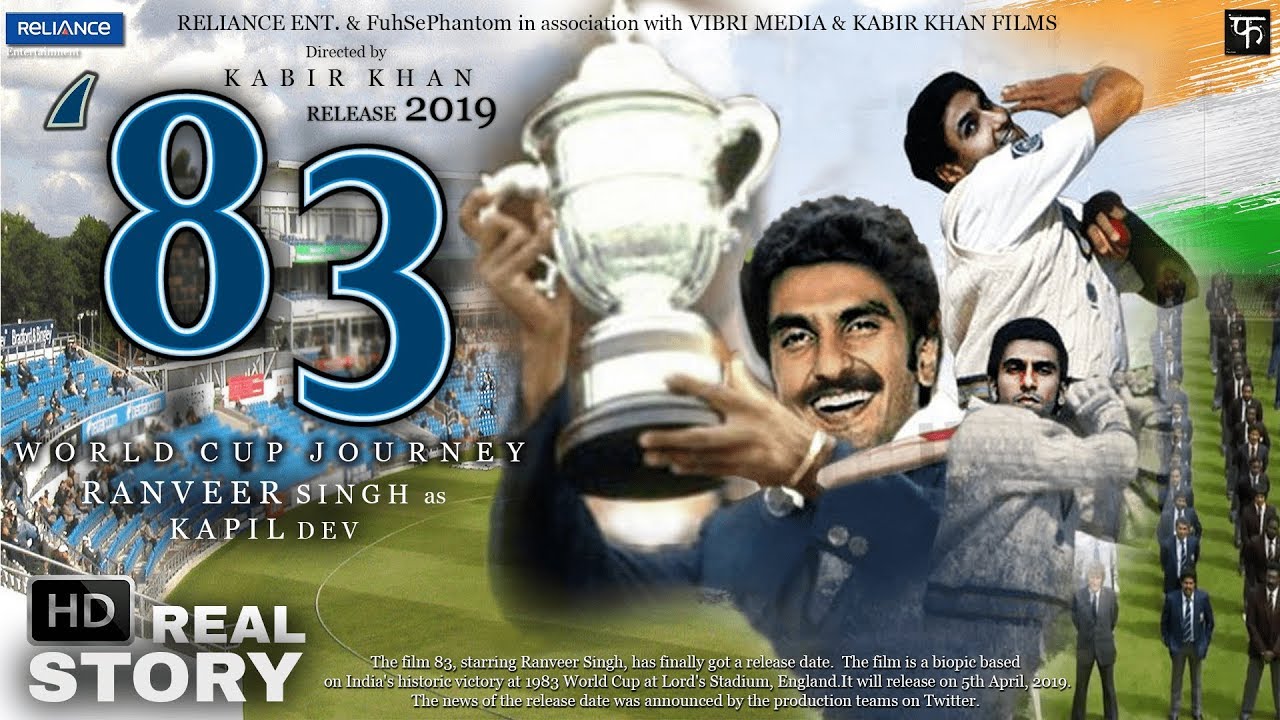 RELIANCE
Entertainment
RELIANCE ENT. & FuhSePhantom in association with VIBRI MEDIA & KABIR KHAN FILMS
फ
Directed by
KABIR KHAN
RELEASE 2019
'83
Bradford & Bingley
WORLD CUP JOURNEY
RANVEER SINGH as
KAPIL DEV
HD REAL
STORY
The film 83, starring Ranveer Singh, has finally got a release date. The film is a biopic based
on India's historic victory at 1983 World Cup at Lord's Stadium, England.It will release on 5th April, 2019.
The news of the release date was announced by the production teams on Twitter.